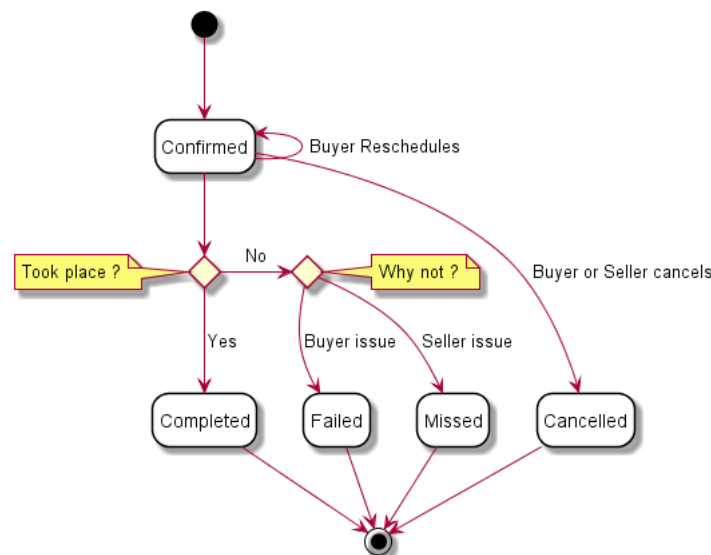 Confirmed
Buyer Reschedules
Took place ?
No
Why not ?
Buyer or Seller cancels
Yes
Buyer issue
Seller issue
Completed
Failed
Missed
Cancelled